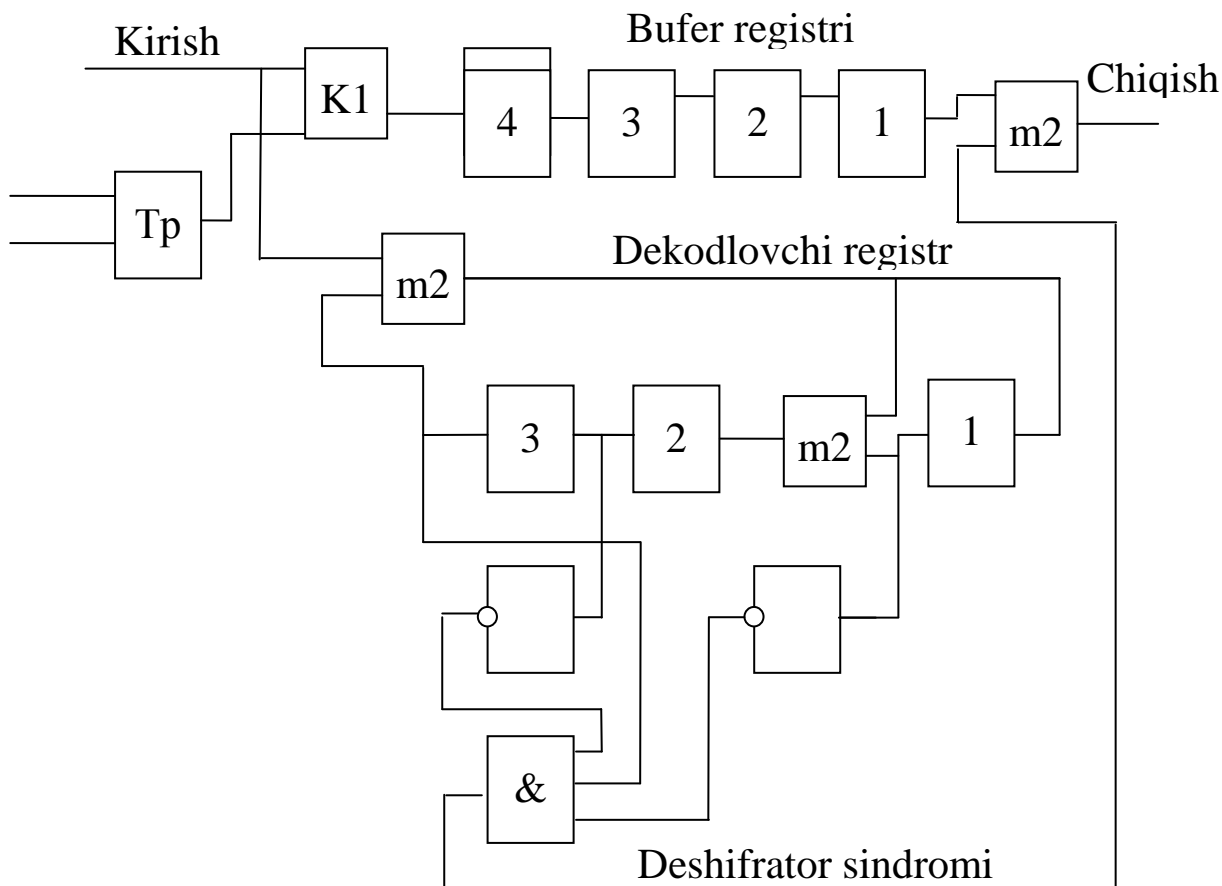 Kirish
Bufer registri
Chiqish
K1
4
3
2
1
m2
Tp
Dekodlovchi registr
m2
3
2
m2
1
&
Deshifrator sindromi